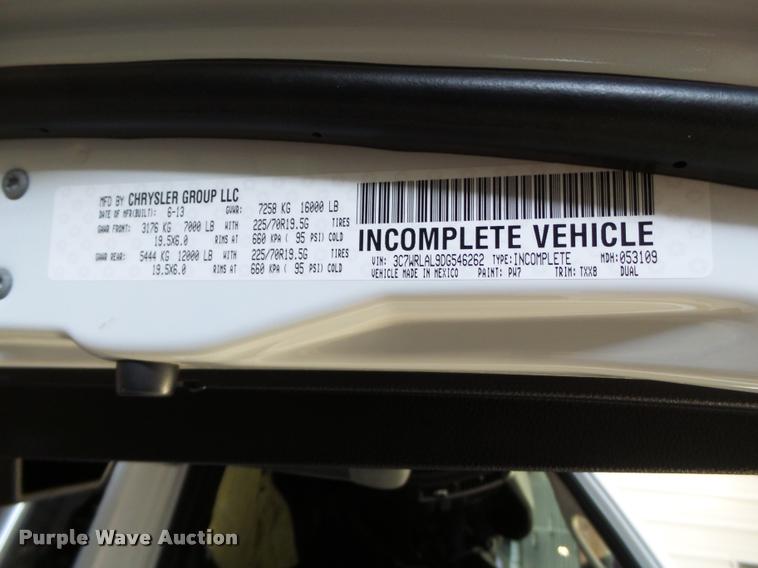 MFD BY CHRYSLER GROUP LLC
DATE OF MFR(BUILT): 6-13 GVWR: 7258 KG 16000 LB
GAWR FRONT: 3176 KG 7000 LB WITH 225/70R19.5G TIRES
19.5X6.0 RIMS AT 660 KPA ( 95 PSI) COLD
GAWR REAR: 5444 KG 12000 LB WITH 225/70R19.5G TIRES
19.5X6.0 RIMS AT 660 KPA ( 95 PSI) COLD
INCOMPLETE VEHICLE
VIN: 3C7WRLAL9DG546262 TYPE:INCOMPLETE MDH:053109
VEHICLE MADE IN MEXICO PAINT: PW7 TRIM: TXX8 DUAL
Purple Wave Auction